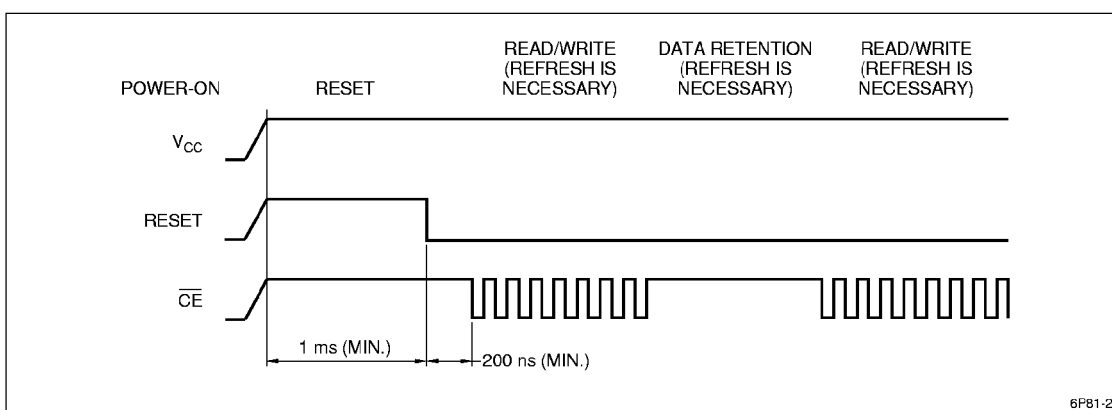 READ/WRITE DATA RETENTION READ/WRITE
(REFRESH IS (REFRESH IS (REFRESH IS
POWER-ON RESET NECESSARY) NECESSARY) NECESSARY)
VCC
RESET
CE
1 ms (MIN.) 200 ns (MIN.)
6P81-2